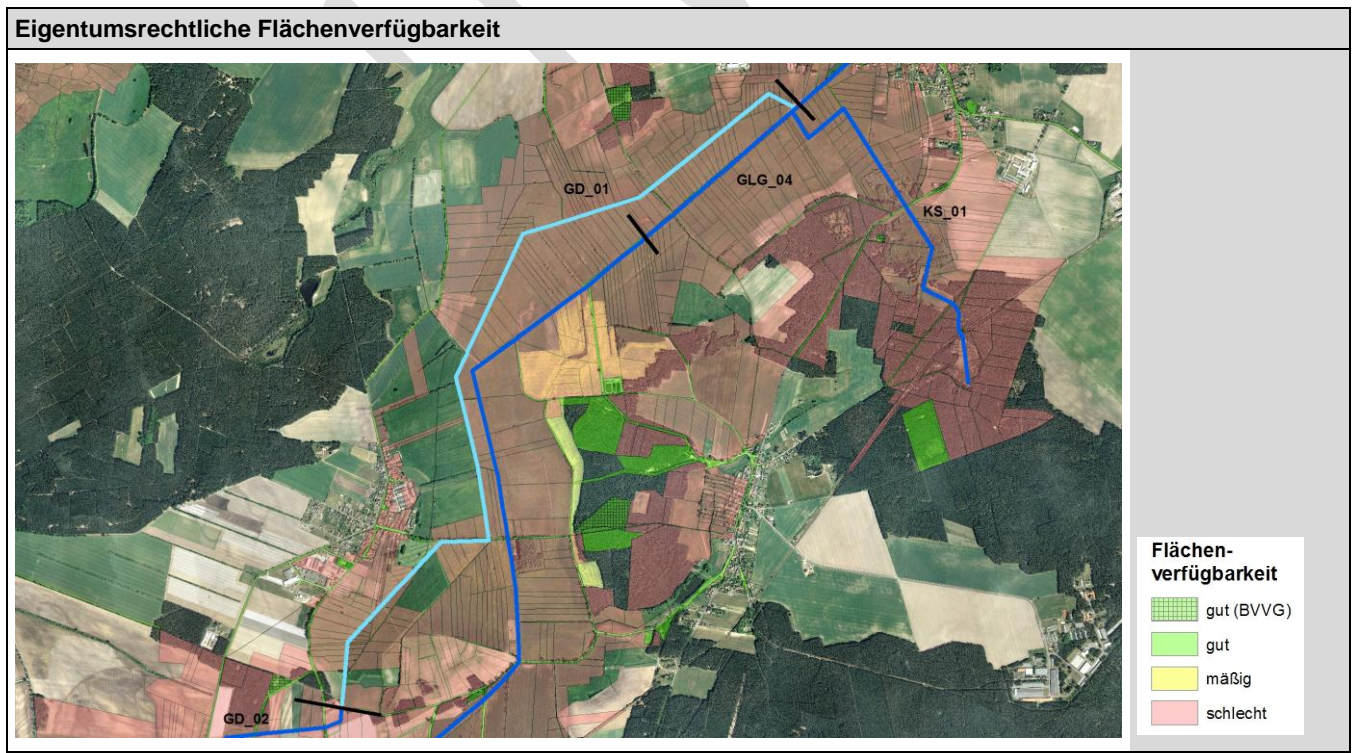 Eigentumsrechtliche Flächenverfügbarkeit
GD_01
GLG_04
KS_01
GD_02
Flächen-
verfügbarkeit
gut (BVVG)
gut
mäßig
schlecht